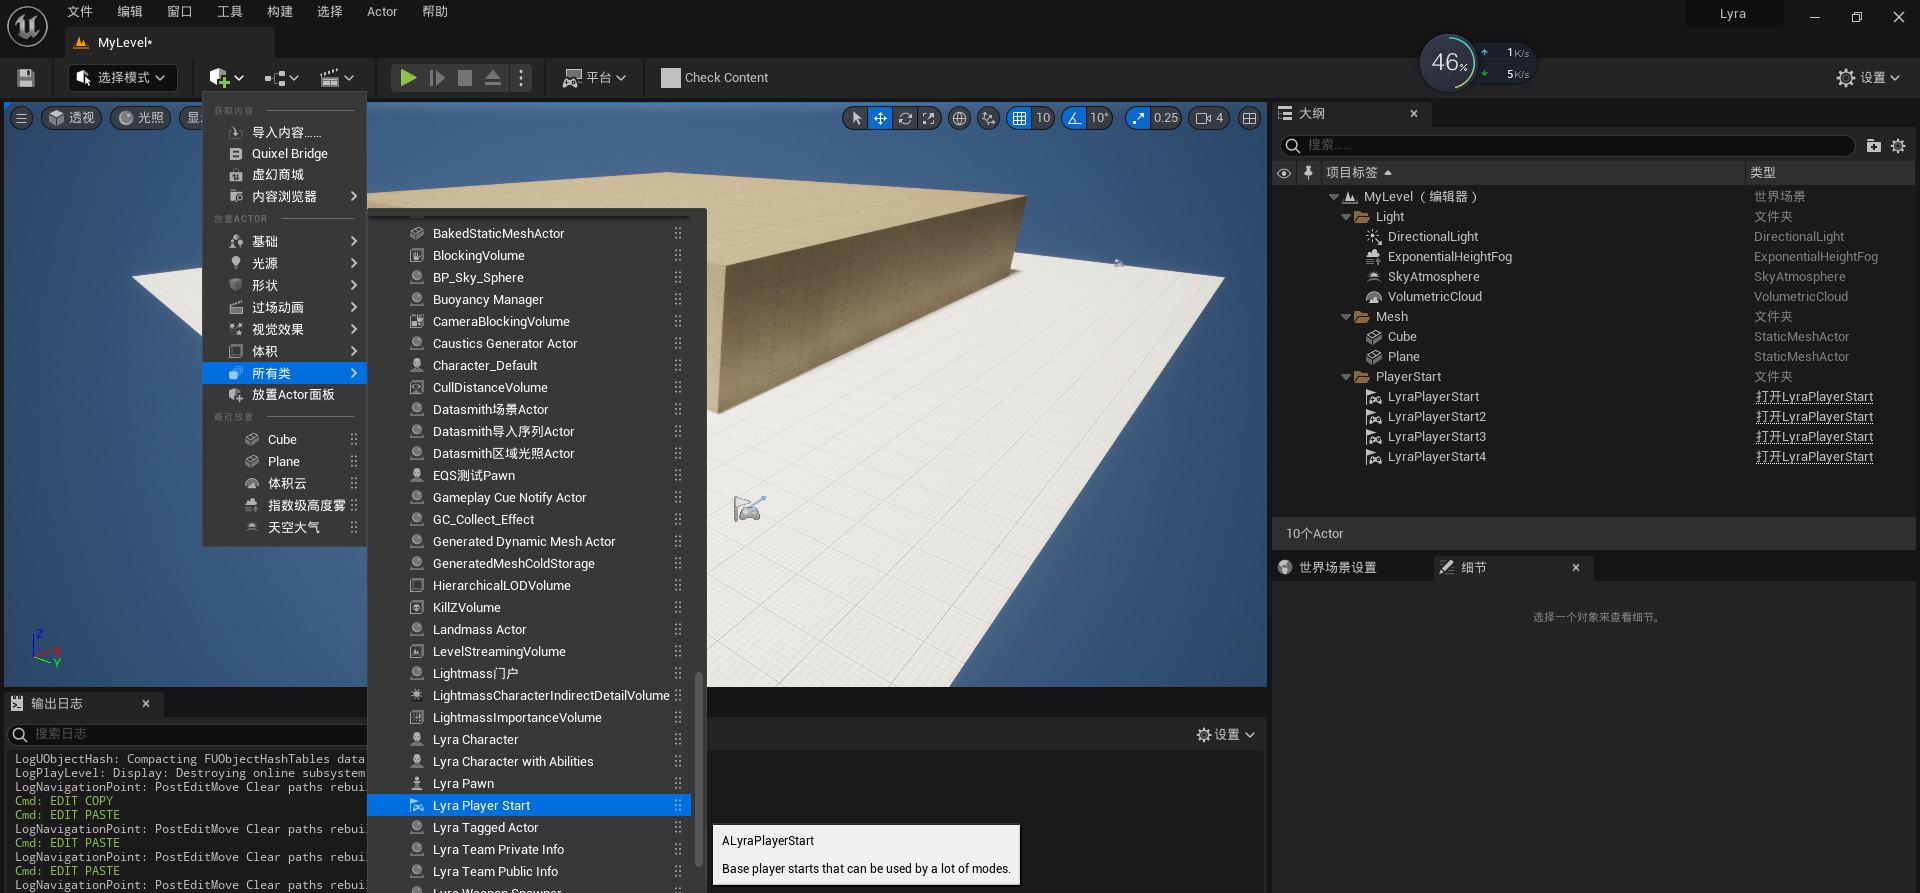 文件 编辑 窗口 工具 构建 选择 Actor 帮助
Lyra
MyLevel*
选择模式
平台
Check Content
46%
1K/s
5K/s
设置
透视 光照
10 10° 0.25 4
获取内容
导入内容……
Quixel Bridge
虚幻商城
内容浏览器
放置ACTOR
基础
光源
形状
过场动画
视觉效果
体积
所有类
放置Actor面板
最近放置
Cube
Plane
体积云
指数级高度雾
天空大气
BakedStaticMeshActor
BlockingVolume
BP_Sky_Sphere
Buoyancy Manager
CameraBlockingVolume
Caustics Generator Actor
Character_Default
CullDistanceVolume
Datasmith场景Actor
Datasmith导入序列Actor
Datasmith区域光照Actor
EQS测试Pawn
Gameplay Cue Notify Actor
GC_Collect_Effect
Generated Dynamic Mesh Actor
GeneratedMeshColdStorage
HierarchicalLODVolume
KillZVolume
Landmass Actor
LevelStreamingVolume
Lightmass门户
LightmassCharacterIndirectDetailVolume
LightmassImportanceVolume
Lyra Character
Lyra Character with Abilities
Lyra Pawn
Lyra Player Start
Lyra Tagged Actor
Lyra Team Private Info
Lyra Team Public Info
Lyra Weapon Spawner
ALyraPlayerStart
Base player starts that can be used by a lot of modes.
Z
X
Y
大纲
搜索……
项目标签 类型
MyLevel（编辑器） 世界场景
Light 文件夹
DirectionalLight DirectionalLight
ExponentialHeightFog ExponentialHeightFog
SkyAtmosphere SkyAtmosphere
VolumetricCloud VolumetricCloud
Mesh 文件夹
Cube StaticMeshActor
Plane StaticMeshActor
PlayerStart 文件夹
LyraPlayerStart 打开LyraPlayerStart
LyraPlayerStart2 打开LyraPlayerStart
LyraPlayerStart3 打开LyraPlayerStart
LyraPlayerStart4 打开LyraPlayerStart
10个Actor
世界场景设置 细节
选择一个对象来查看细节。
输出日志
搜索日志
设置
LogUObjectHash: Compacting FUObjectHashTables data
LogPlayLevel: Display: Destroying online subsystem
LogNavigationPoint: PostEditMove Clear paths rebui
Cmd: EDIT COPY
Cmd: EDIT PASTE
LogNavigationPoint: PostEditMove Clear paths rebui
Cmd: EDIT PASTE
LogNavigationPoint: PostEditMove Clear paths rebui
Cmd: EDIT PASTE
LogNavigationPoint: PostEditMove Clear paths rebui